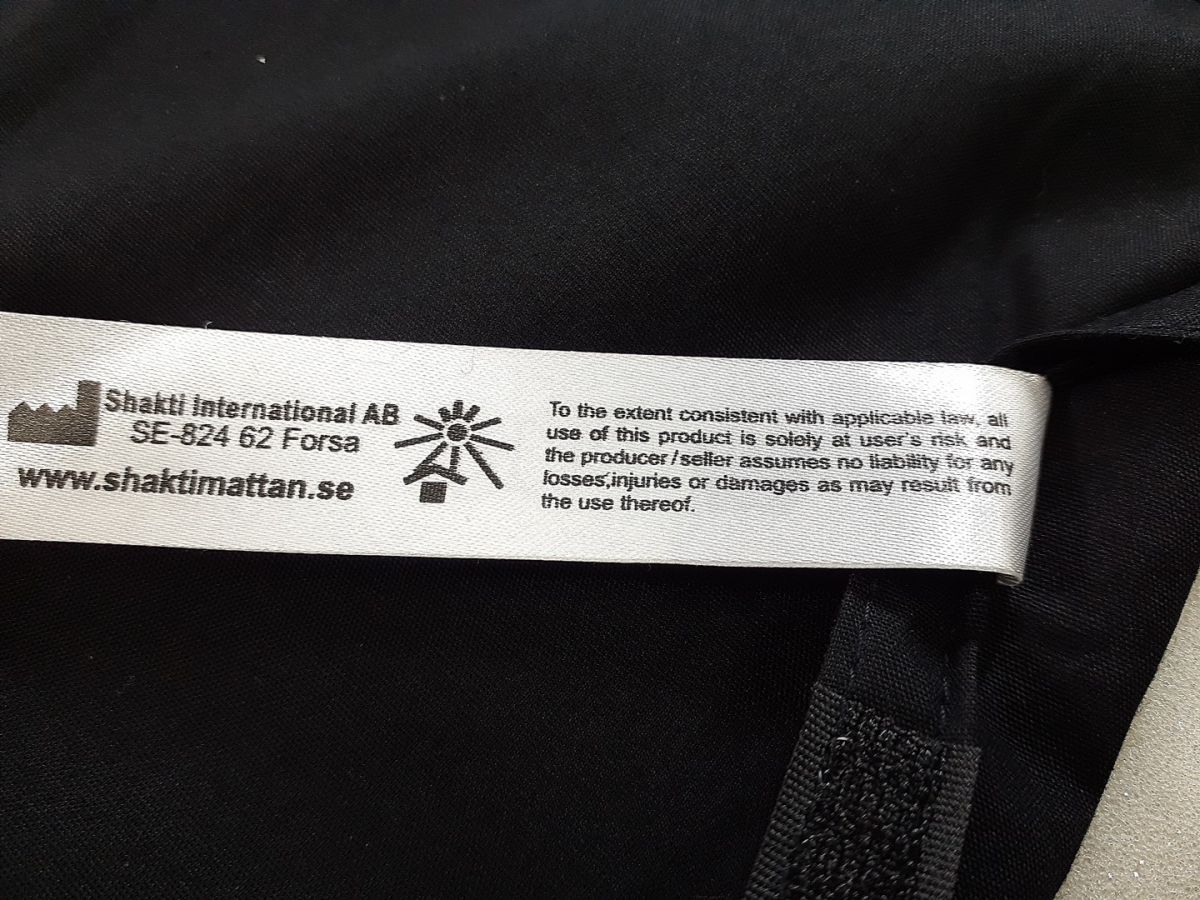 Shakti International AB
SE-824 62 Forsa
www.shaktimattan.se
To the extent consistent with applicable law, all
use of this product is solely at user's risk and
the producer/seller assumes no liability for any
losses,injuries or damages as may result from
the use thereof.